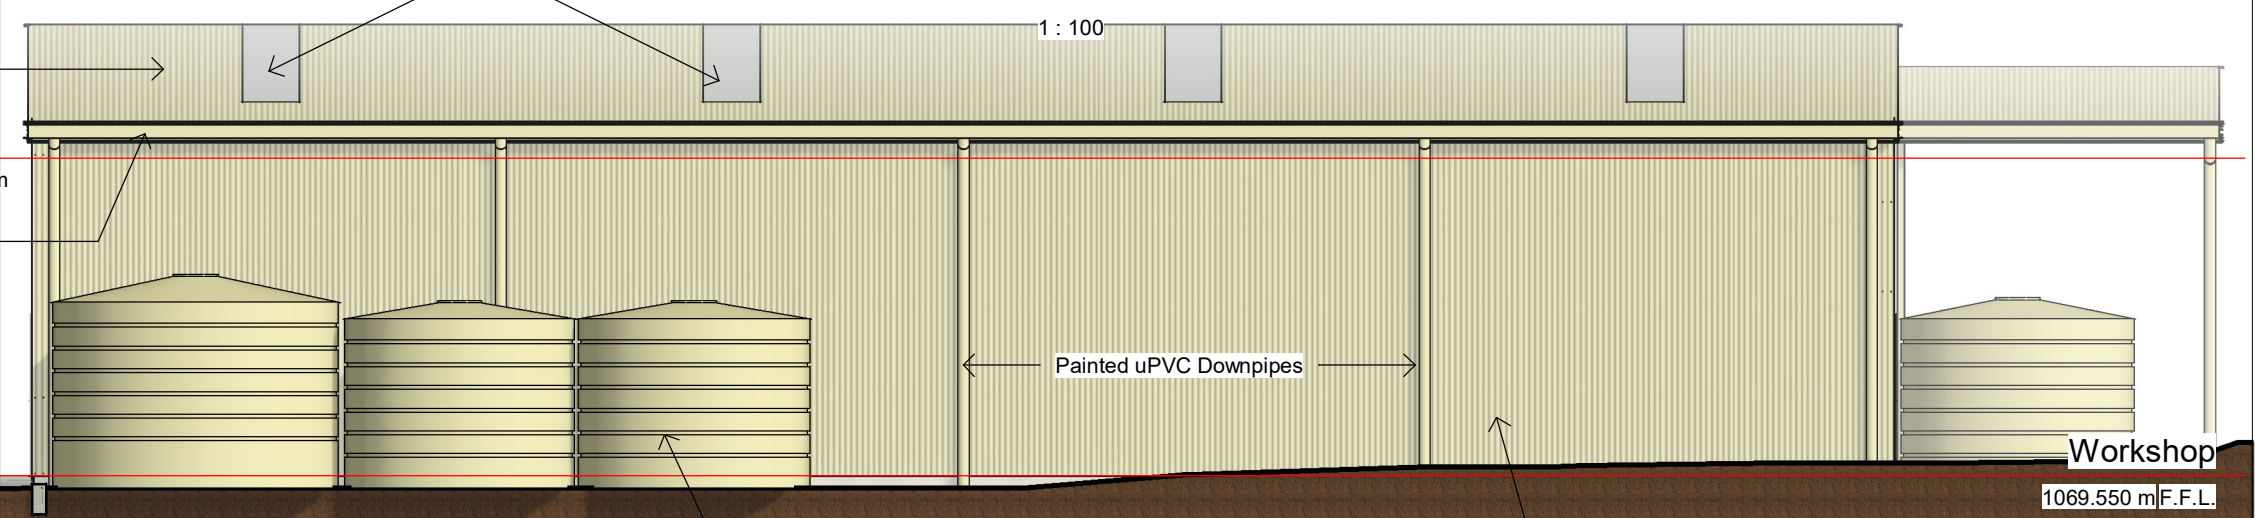 1 : 100
m
Painted uPVC Downpipes
Workshop
1069.550 m F.F.L.